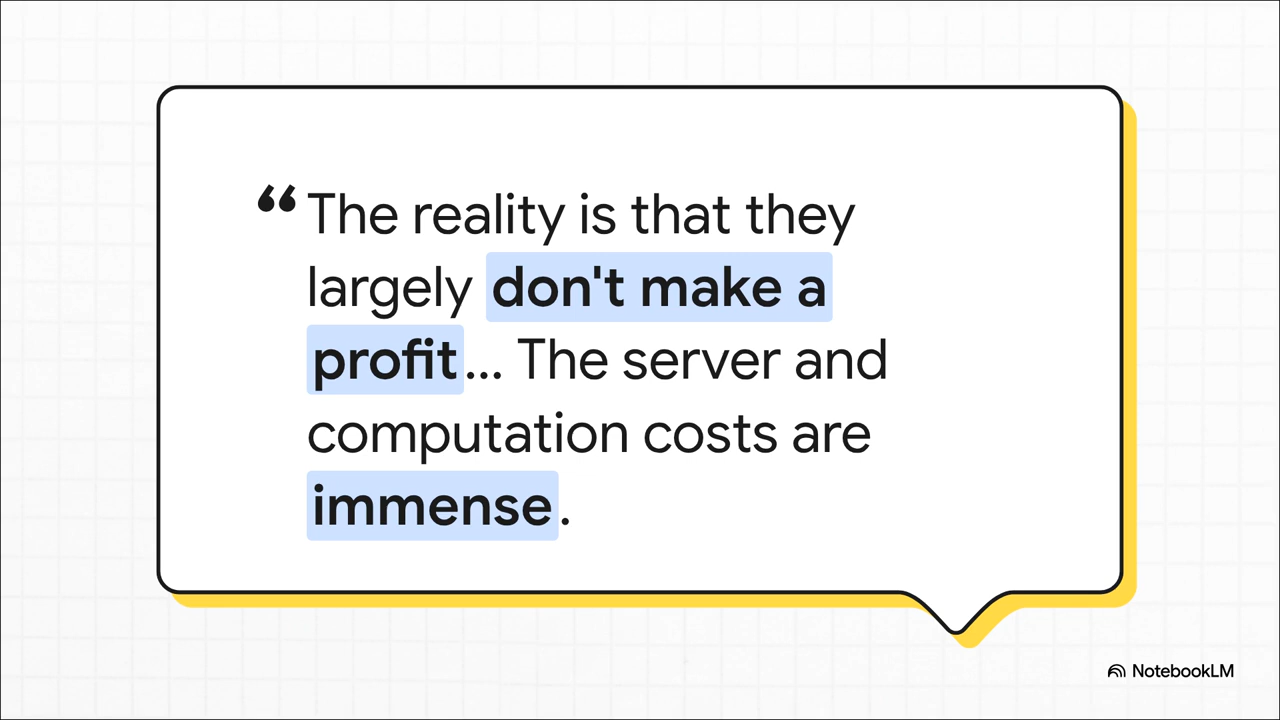 “The reality is that they
largely don't make a
profit... The server and
computation costs are
immense.
NotebookLM